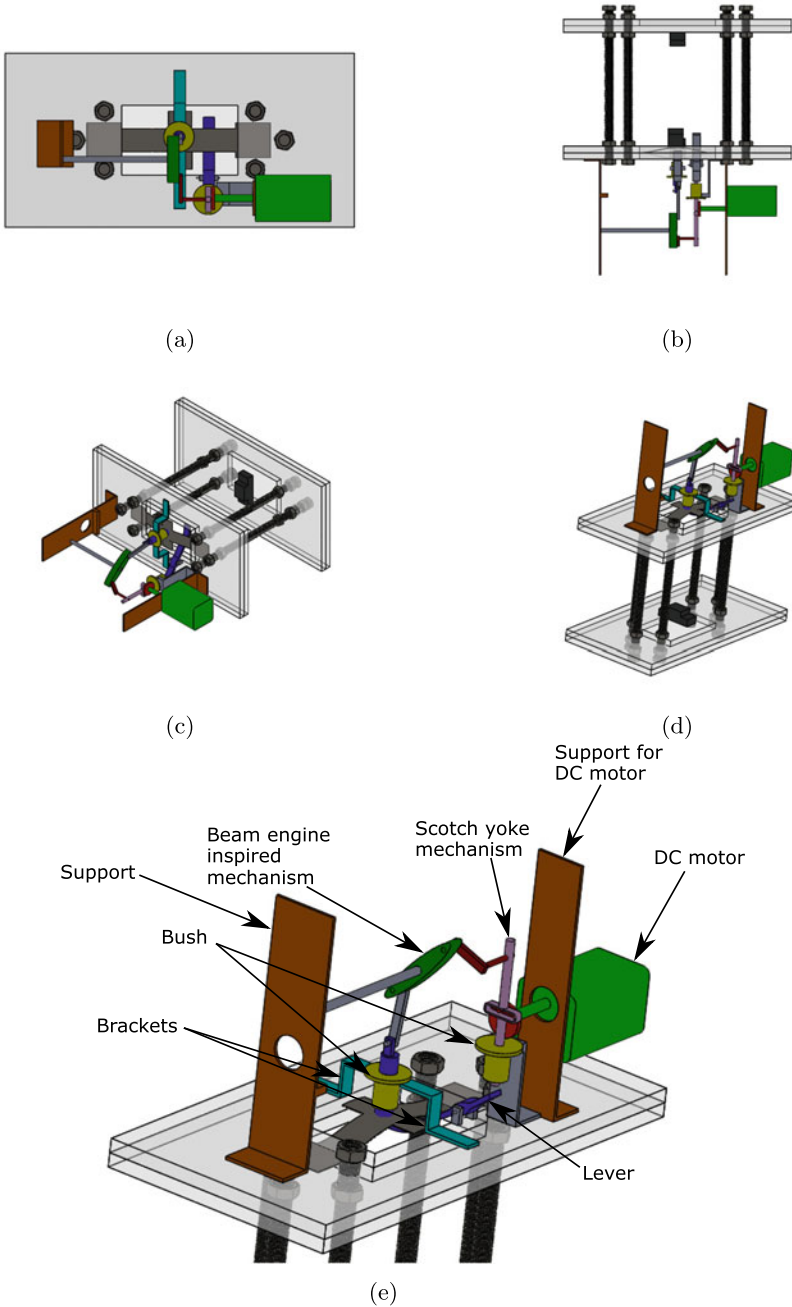 (a)
(b)
(c)
(d)
Support for
DC motor
Beam engine
inspired
mechanism
Scotch yoke
mechanism
DC motor
Support
Bush
Brackets
Lever
(e)